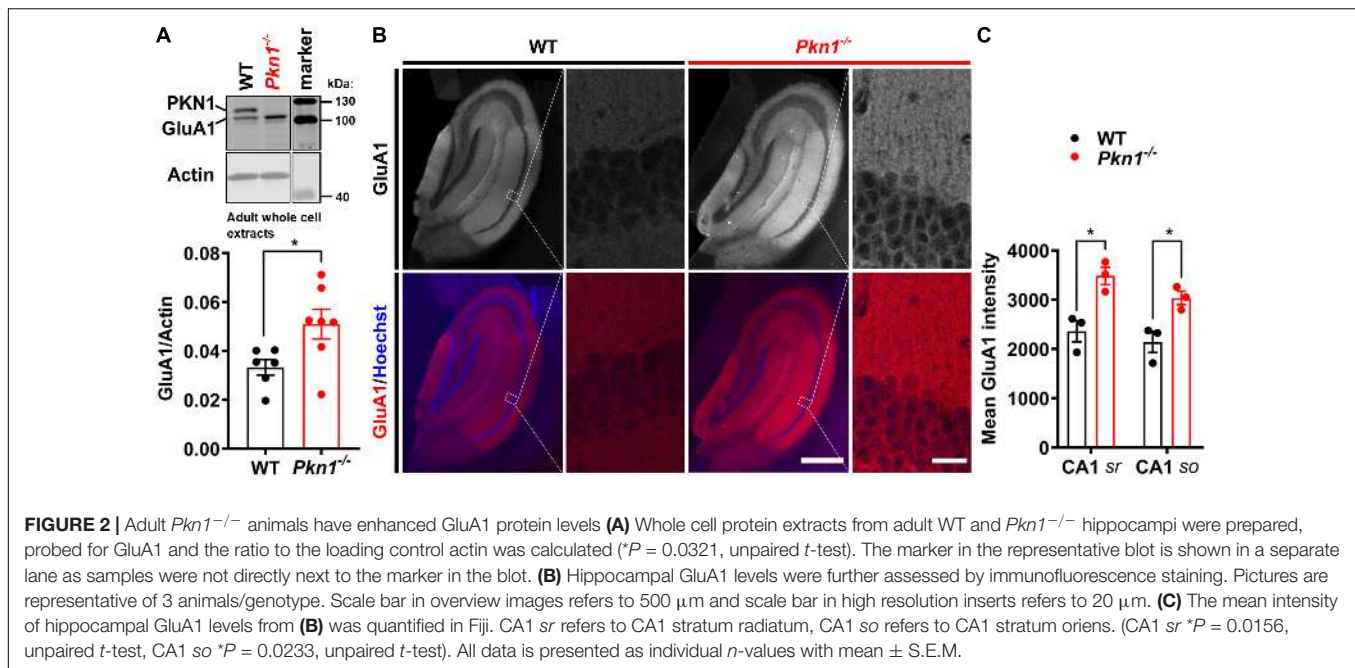 A
WT
Pkn1-/-
marker
kDa:
PKN1
GluA1
130
100
Actin
40
Adult whole cell
extracts
*
GluA1/Actin
0.08
0.06
0.04
0.02
0.00
WT
Pkn1-/-
B
WT
Pkn1-/-
GluA1
GluA1/Hoechst
C
WT
Pkn1-/-
*
*
Mean GluA1 intensity
4000
3000
2000
1000
0
CA1 sr
CA1 so
FIGURE 2 | Adult Pkn1−/− animals have enhanced GluA1 protein levels (A) Whole cell protein extracts from adult WT and Pkn1−/− hippocampi were prepared,
probed for GluA1 and the ratio to the loading control actin was calculated (*P = 0.0321, unpaired t-test). The marker in the representative blot is shown in a separate
lane as samples were not directly next to the marker in the blot. (B) Hippocampal GluA1 levels were further assessed by immunofluorescence staining. Pictures are
representative of 3 animals/genotype. Scale bar in overview images refers to 500 μm and scale bar in high resolution inserts refers to 20 μm. (C) The mean intensity
of hippocampal GluA1 levels from (B) was quantified in Fiji. CA1 sr refers to CA1 stratum radiatum, CA1 so refers to CA1 stratum oriens. (CA1 sr *P = 0.0156,
unpaired t-test, CA1 so *P = 0.0233, unpaired t-test). All data is presented as individual n-values with mean ± S.E.M.